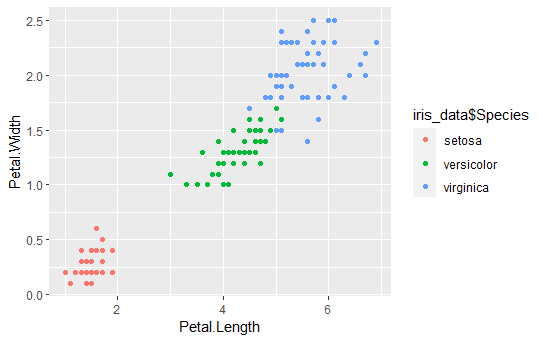 2.5
2.0
1.5
1.0
0.5
0.0
Petal.Width
2
4
6
Petal.Length
iris_data$Species
setosa
versicolor
virginica